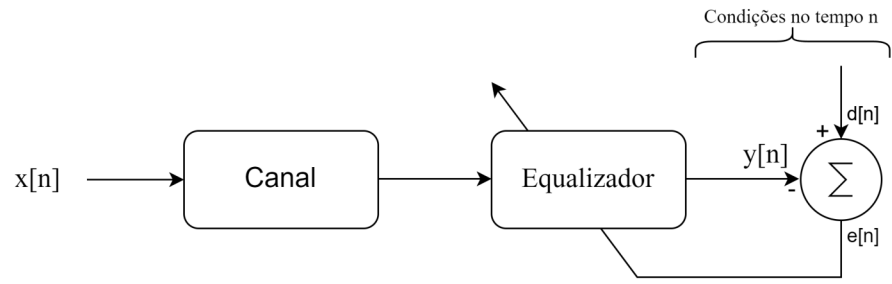 Condições no tempo n
d[n]
+
x[n]
Canal
Equalizador
y[n]
-
∑
e[n]